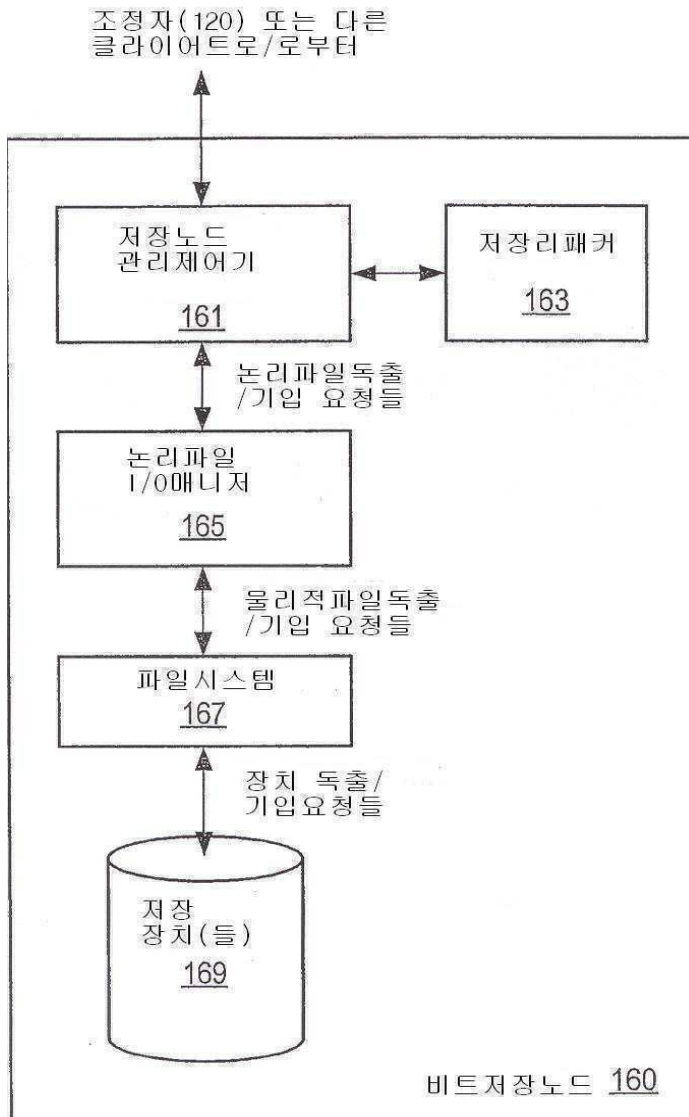 조정자(120) 또는 다른
클라이어트로/로부터
저장노드
관리제어기
161
저장리패커
163
논리파일독출
/기입 요청들
논리파일
I/O매니저
165
물리적파일독출
/기입 요청들
파일시스템
167
장치 독출/
기입요청들
저장
장치(들)
169
비트저장노드 160